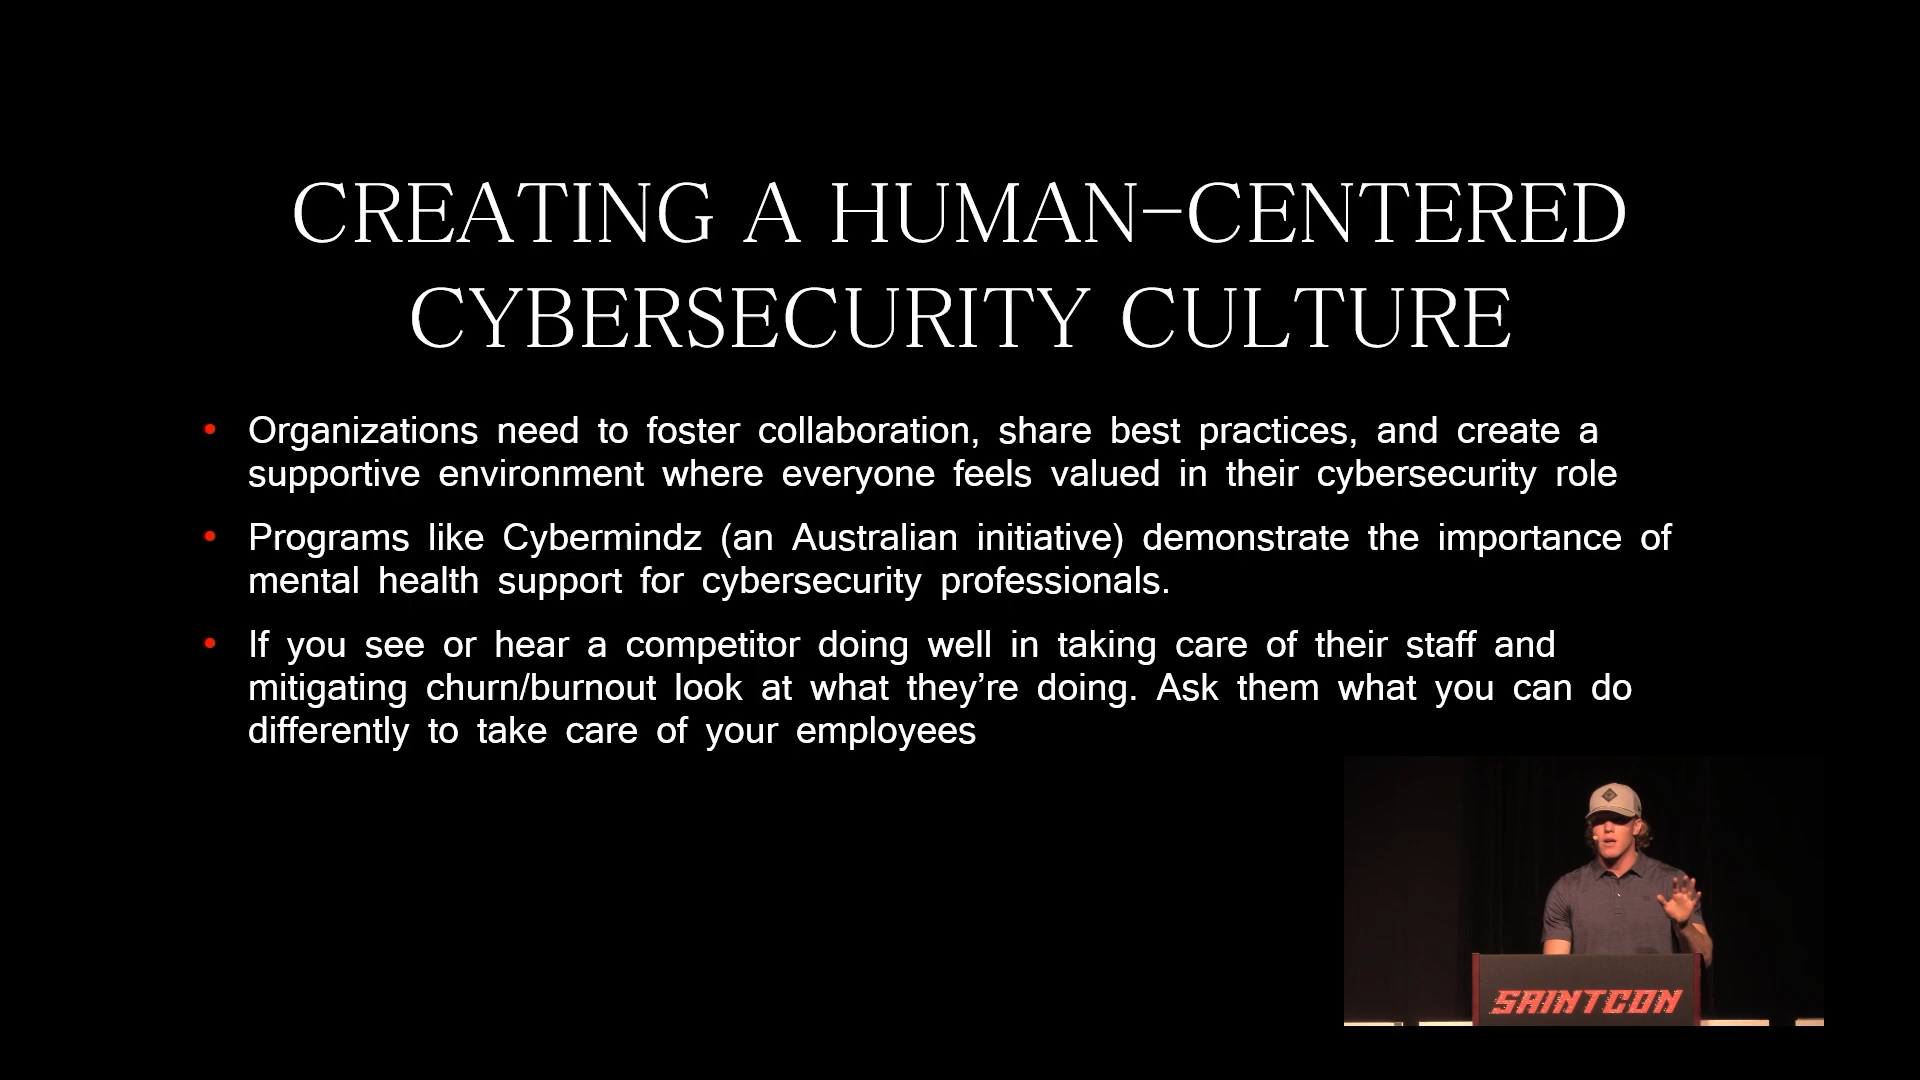 CREATING A HUMAN-CENTERED
CYBERSECURITY CULTURE
• Organizations need to foster collaboration, share best practices, and create a
supportive environment where everyone feels valued in their cybersecurity role
• Programs like Cybermindz (an Australian initiative) demonstrate the importance of
mental health support for cybersecurity professionals.
• If you see or hear a competitor doing well in taking care of their staff and
mitigating churn/burnout look at what they’re doing. Ask them what you can do
differently to take care of your employees
SAINTCON